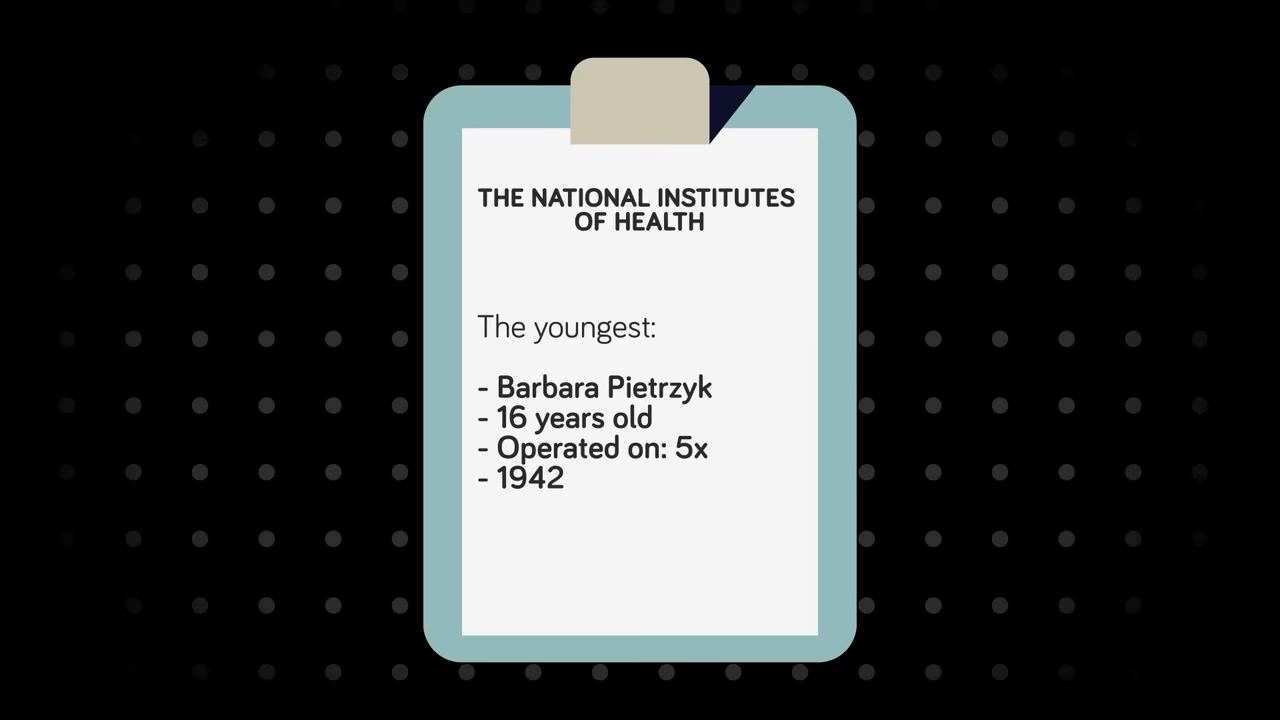 THE NATIONAL INSTITUTES
OF HEALTH
The youngest:
- Barbara Pietrzyk
- 16 years old
- Operated on: 5x
- 1942